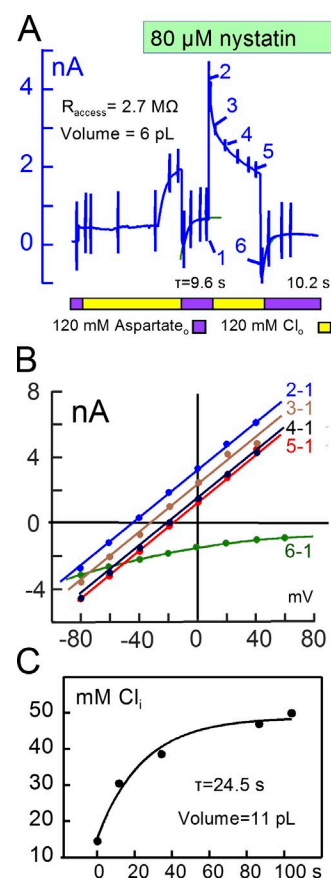 A
80 µM nystatin
nA
4
2
0
R_access = 2.7 MΩ
Volume = 6 pL
2
3
4
5
1
6
τ=9.6 s
10.2 s
120 mM Aspartate_o
120 mM Cl_o
B
nA
8
4
0
-4
-80
-40
0
40
80
mV
2-1
3-1
4-1
5-1
6-1
C
mM Cl_i
50
40
30
20
10
τ=24.5 s
Volume=11 pL
0 20 40 60 80 100 s